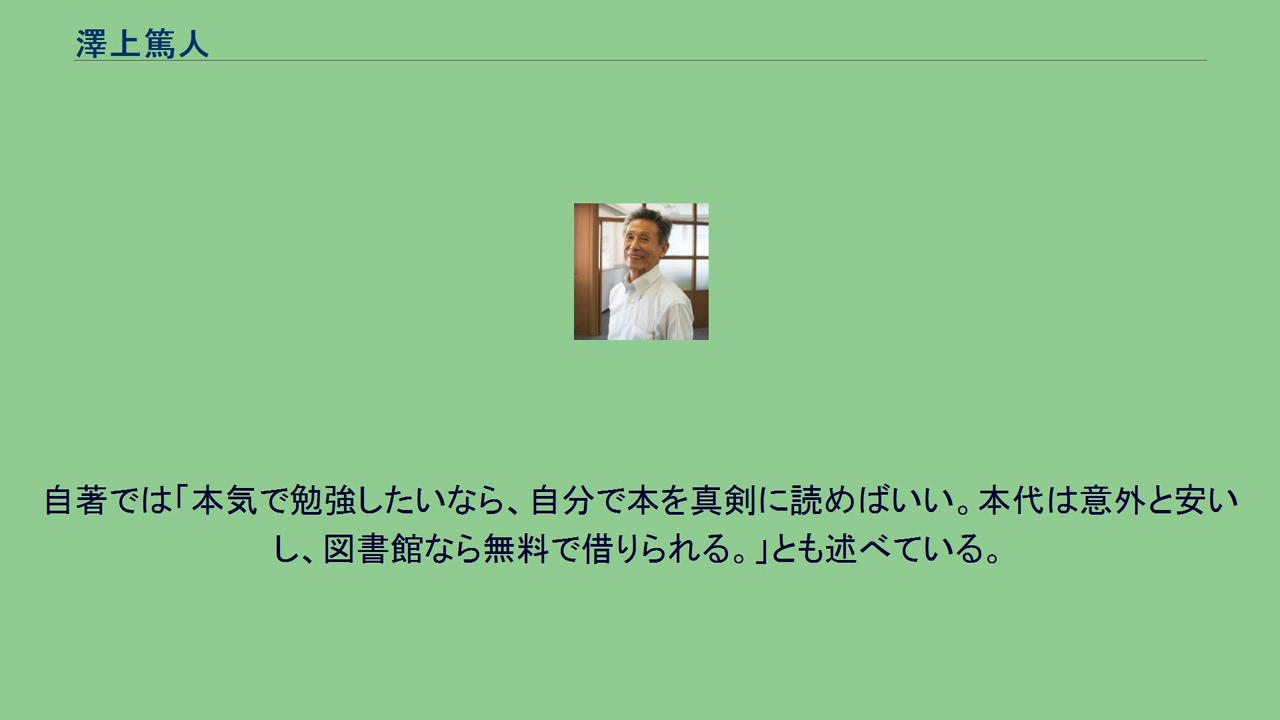 澤上篤人
自著では「本気で勉強したいなら、自分で本を真剣に読めばいい。本代は意外と安い
し、図書館なら無料で借りられる。」とも述べている。